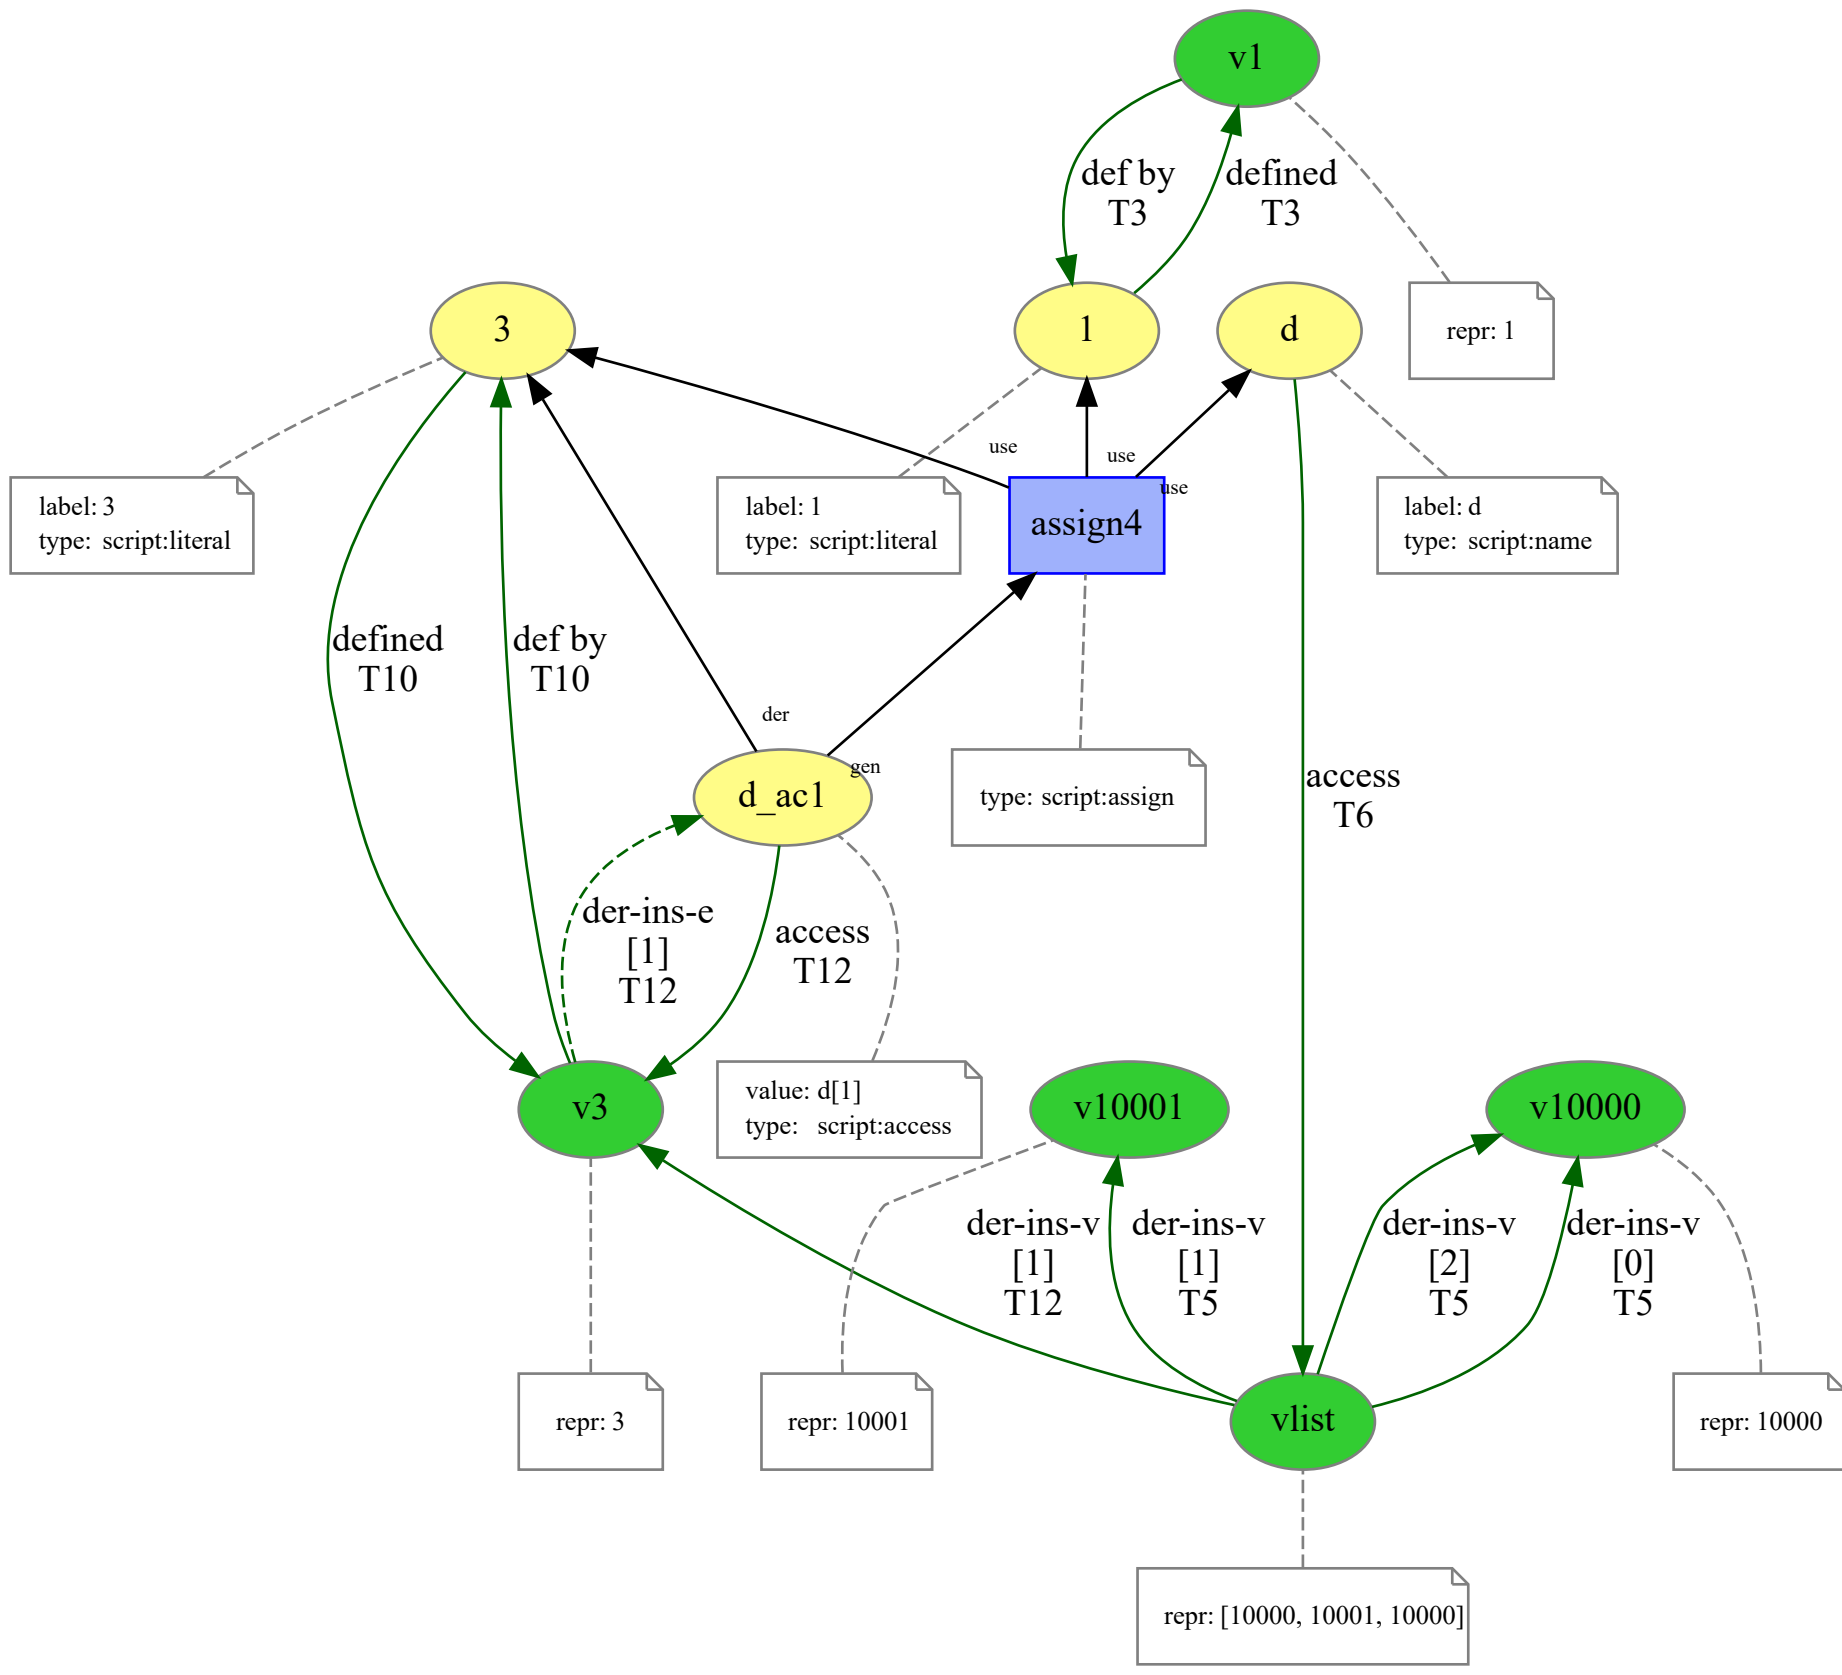 v1
def by
T3
defined
T3
3
1
d
repr: 1
use
use
use
label: 3
type: script:literal
label: 1
type: script:literal
assign4
label: d
type: script:name
defined
T10
def by
T10
der
gen
d_ac1
type: script:assign
access
T6
der-ins-e
[1]
T12
access
T12
v3
value: d[1]
type: script:access
v10001
v10000
der-ins-v
[1]
T12
der-ins-v
[1]
T5
der-ins-v
[2]
T5
der-ins-v
[0]
T5
repr: 3
repr: 10001
vlist
repr: 10000
repr: [10000, 10001, 10000]